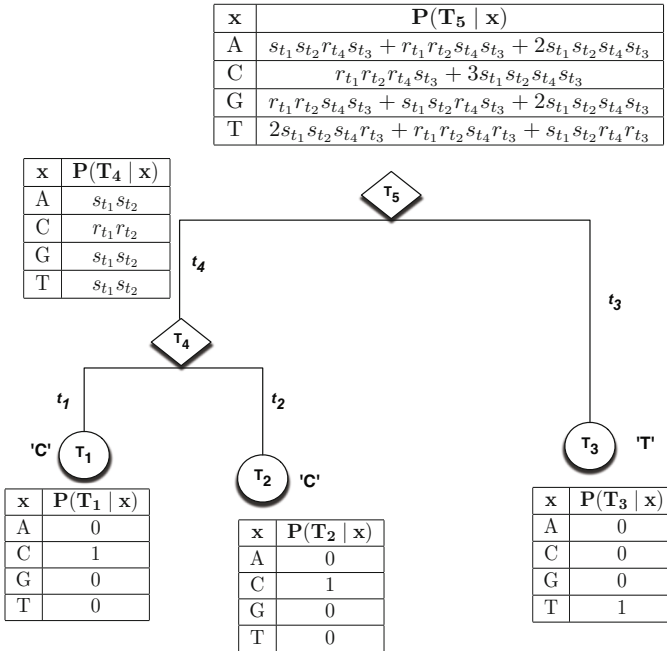 x P(T₅ | x)
A s_{t₁}s_{t₂}r_{t₄}s_{t₃} + r_{t₁}r_{t₂}s_{t₄}s_{t₃} + 2s_{t₁}s_{t₂}s_{t₄}s_{t₃}
C r_{t₁}r_{t₂}r_{t₄}s_{t₃} + 3s_{t₁}s_{t₂}s_{t₄}s_{t₃}
G r_{t₁}r_{t₂}s_{t₄}s_{t₃} + s_{t₁}s_{t₂}r_{t₄}s_{t₃} + 2s_{t₁}s_{t₂}s_{t₄}s_{t₃}
T 2s_{t₁}s_{t₂}s_{t₄}r_{t₃} + r_{t₁}r_{t₂}s_{t₄}r_{t₃} + s_{t₁}s_{t₂}r_{t₄}r_{t₃}
x P(T₄ | x)
A s_{t₁}s_{t₂}
C r_{t₁}r_{t₂}
G s_{t₁}s_{t₂}
T s_{t₁}s_{t₂}
T₅
t₄
t₃
T₄
t₁
t₂
'C' T₁
T₂ 'C'
T₃ 'T'
x P(T₁ | x)
A 0
C 1
G 0
T 0
x P(T₂ | x)
A 0
C 1
G 0
T 0
x P(T₃ | x)
A 0
C 0
G 0
T 1